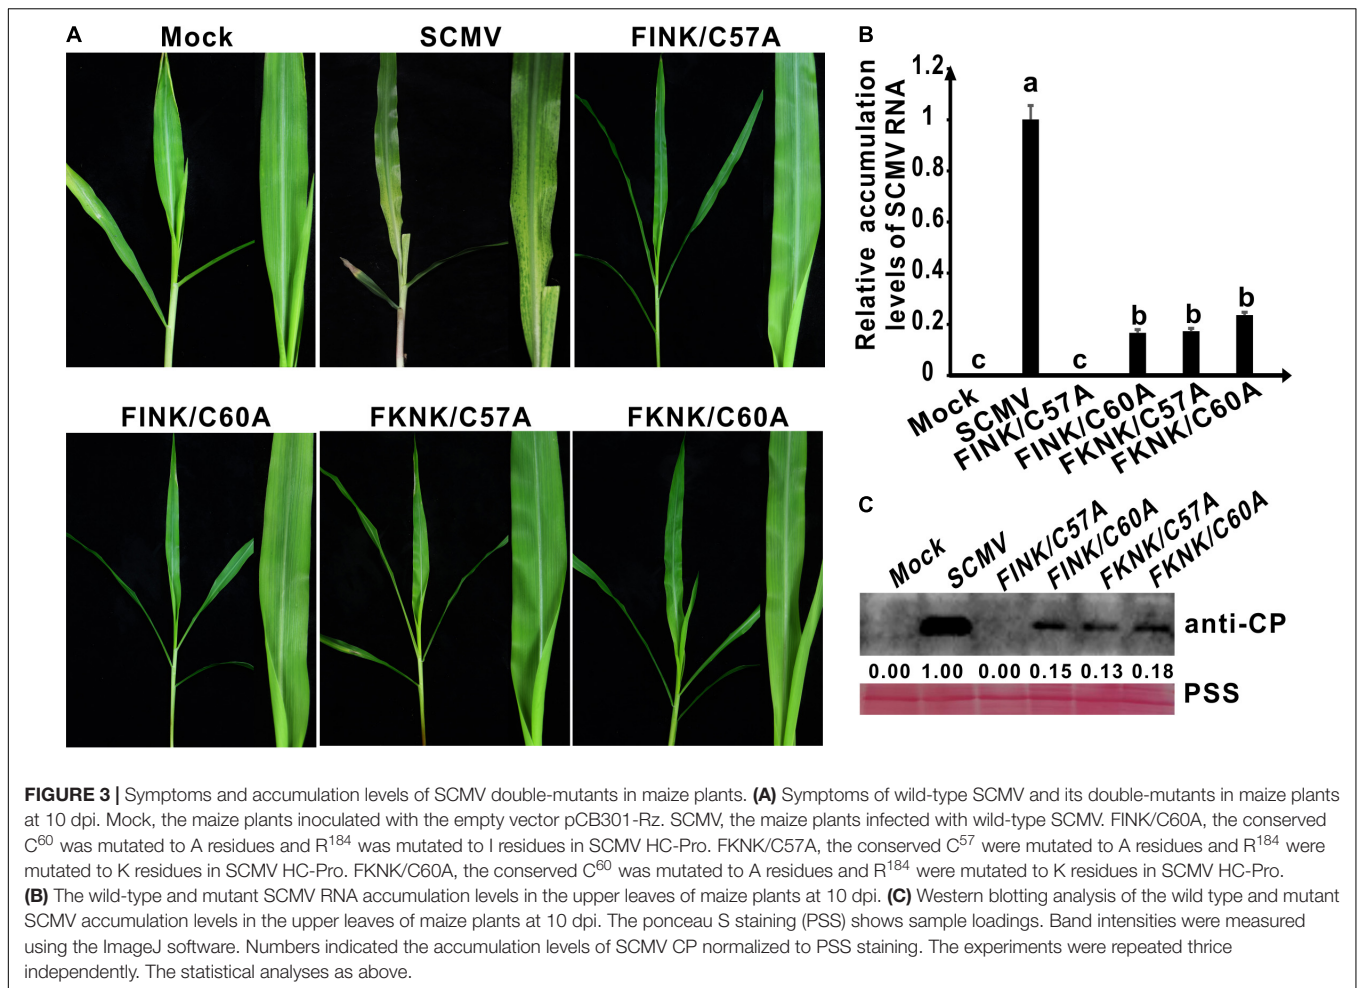 A
Mock
SCMV
FINK/C57A
FINK/C60A
FKNK/C57A
FKNK/C60A
B
Relative accumulation
levels of SCMV RNA
1.2
1
0.8
0.6
0.4
0.2
0
c
a
c
b
b
b
Mock
SCMV
FINK/C57A
FINK/C60A
FKNK/C57A
FKNK/C60A
C
Mock
SCMV
FINK/C57A
FINK/C60A
FKNK/C57A
FKNK/C60A
anti-CP
0.00 1.00 0.00 0.15 0.13 0.18
PSS
FIGURE 3 | Symptoms and accumulation levels of SCMV double-mutants in maize plants. (A) Symptoms of wild-type SCMV and its double-mutants in maize plants
at 10 dpi. Mock, the maize plants inoculated with the empty vector pCB301-Rz. SCMV, the maize plants infected with wild-type SCMV. FINK/C60A, the conserved
C60 was mutated to A residues and R184 was mutated to I residues in SCMV HC-Pro. FKNK/C57A, the conserved C57 were mutated to A residues and R184 were
mutated to K residues in SCMV HC-Pro. FKNK/C60A, the conserved C60 was mutated to A residues and R184 were mutated to K residues in SCMV HC-Pro.
(B) The wild-type and mutant SCMV RNA accumulation levels in the upper leaves of maize plants at 10 dpi. (C) Western blotting analysis of the wild type and mutant
SCMV accumulation levels in the upper leaves of maize plants at 10 dpi. The ponceau S staining (PSS) shows sample loadings. Band intensities were measured
using the ImageJ software. Numbers indicated the accumulation levels of SCMV CP normalized to PSS staining. The experiments were repeated thrice
independently. The statistical analyses as above.